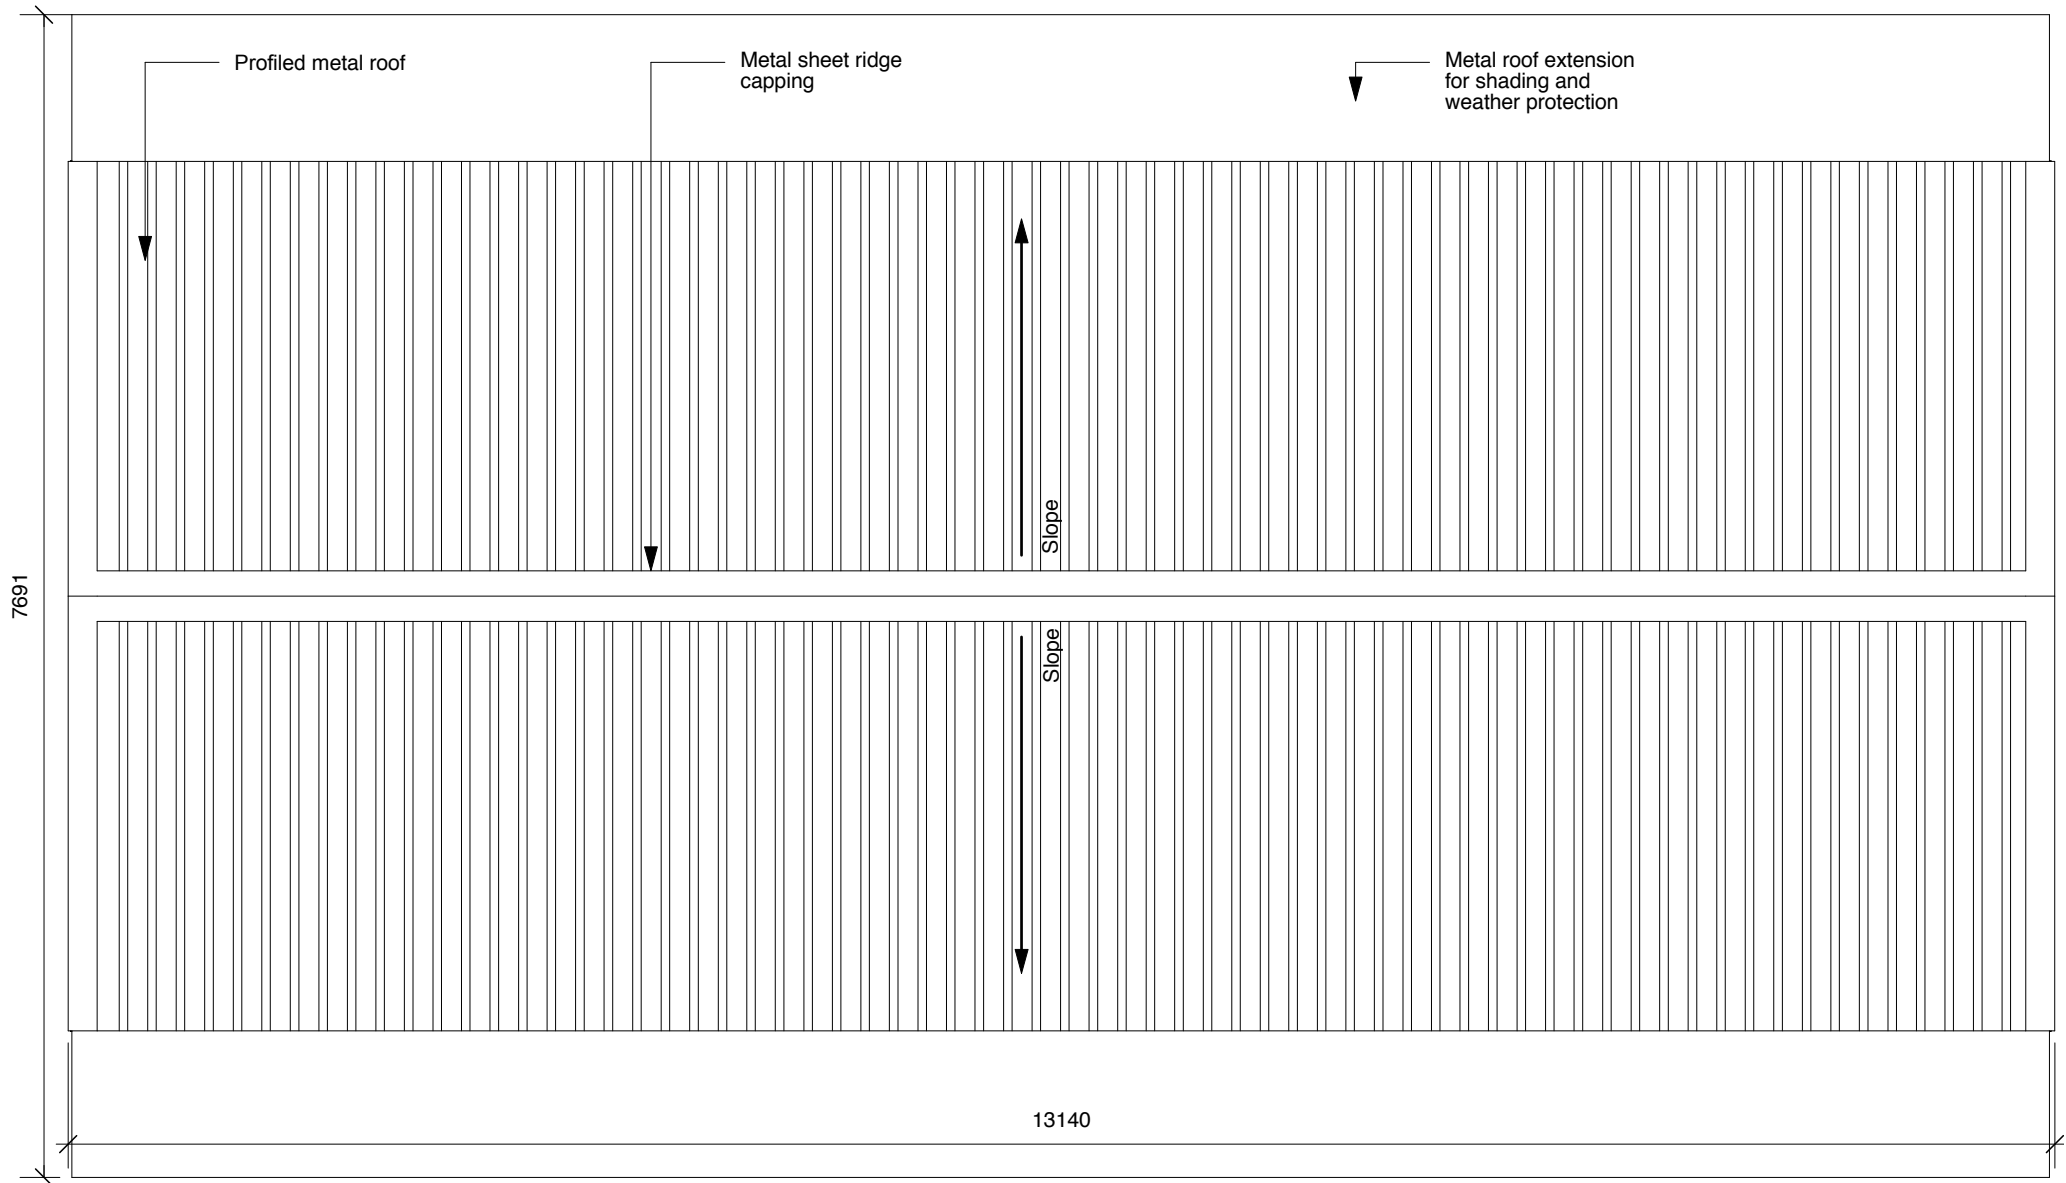 Profiled metal roof
Metal sheet ridge
capping
Metal roof extension
for shading and
weather protection
Slope
7691
Slope
13140